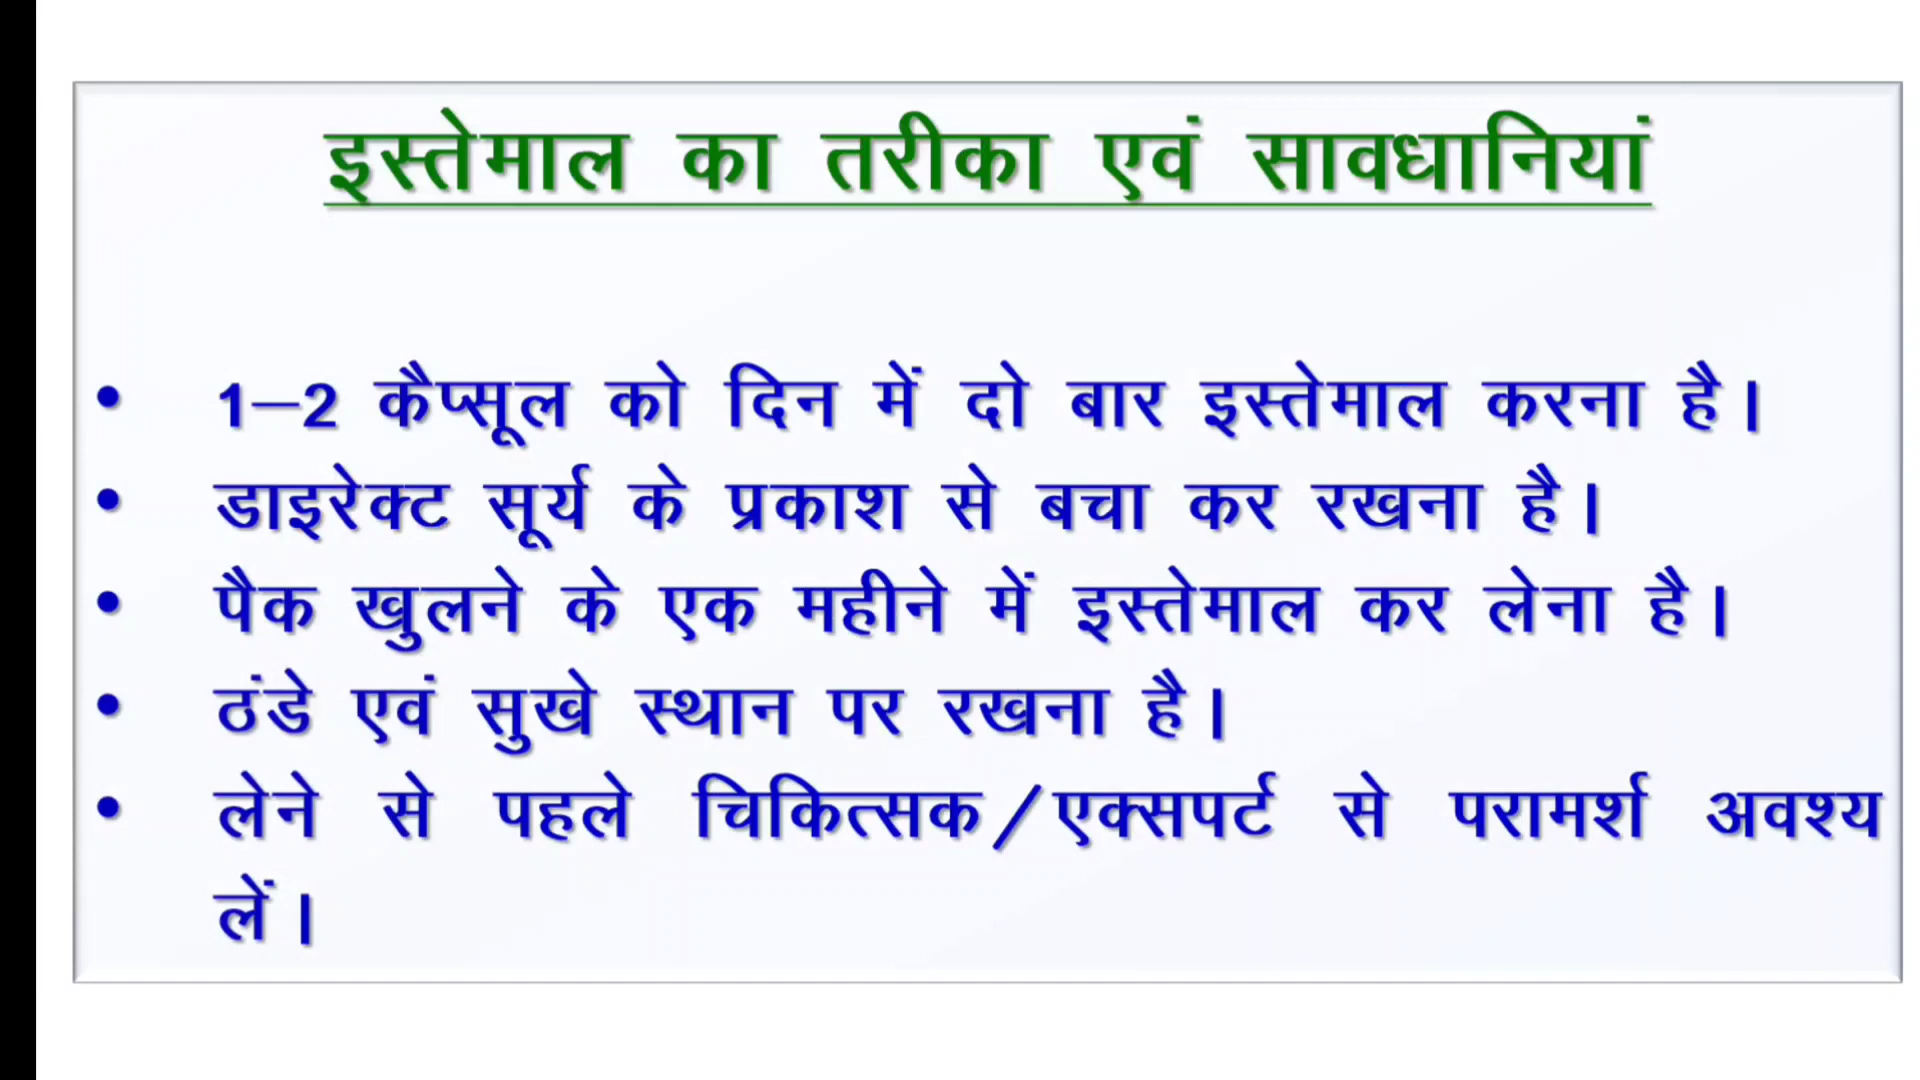 इस्तेमाल का तरीका एवं सावधानियां
• 1–2 कैप्सूल को दिन में दो बार इस्तेमाल करना है।
• डाइरेक्ट सूर्य के प्रकाश से बचा कर रखना है।
• पैक खुलने के एक महीने में इस्तेमाल कर लेना है।
• ठंडे एवं सुखे स्थान पर रखना है।
• लेने से पहले चिकित्सक/एक्सपर्ट से परामर्श अवश्य
लें।